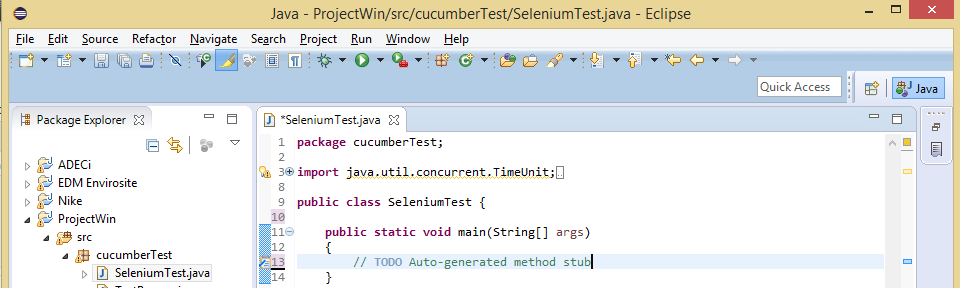 Java - ProjectWin/src/cucumberTest/SeleniumTest.java - Eclipse
File Edit Source Refactor Navigate Search Project Run Window Help
Quick Access
Java
Package Explorer
ADECi
EDM Envirosite
Nike
ProjectWin
src
cucumberTest
SeleniumTest.java
*SeleniumTest.java
1 package cucumberTest;
2
3 import java.util.concurrent.TimeUnit;
8
9 public class SeleniumTest {
10
11 public static void main(String[] args)
12 {
13 // TODO Auto-generated method stub
14 }